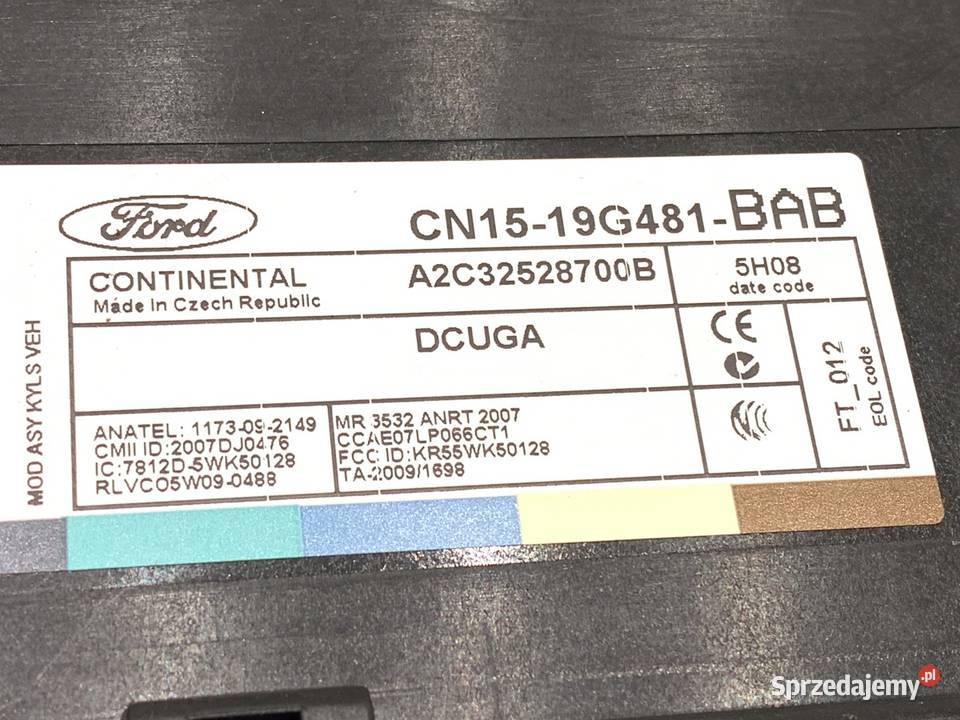 Ford
CN15-19G481-BAB
CONTINENTAL
Made In Czech Republic
A2C32528700B
5H08
date code
DCUGA
CE
FT_012
EOL code
MOD ASY KYLS VEH
ANATEL: 1173-09-2149
CMII ID:2007DJ0476
IC:7812D-5WK50128
RLVCO5W09-0488
MR 3532 ANRT 2007
CCAE07LP066CT1
FCC ID:KR55WK50128
TA-2009/1698
Sprzedajemy.pl